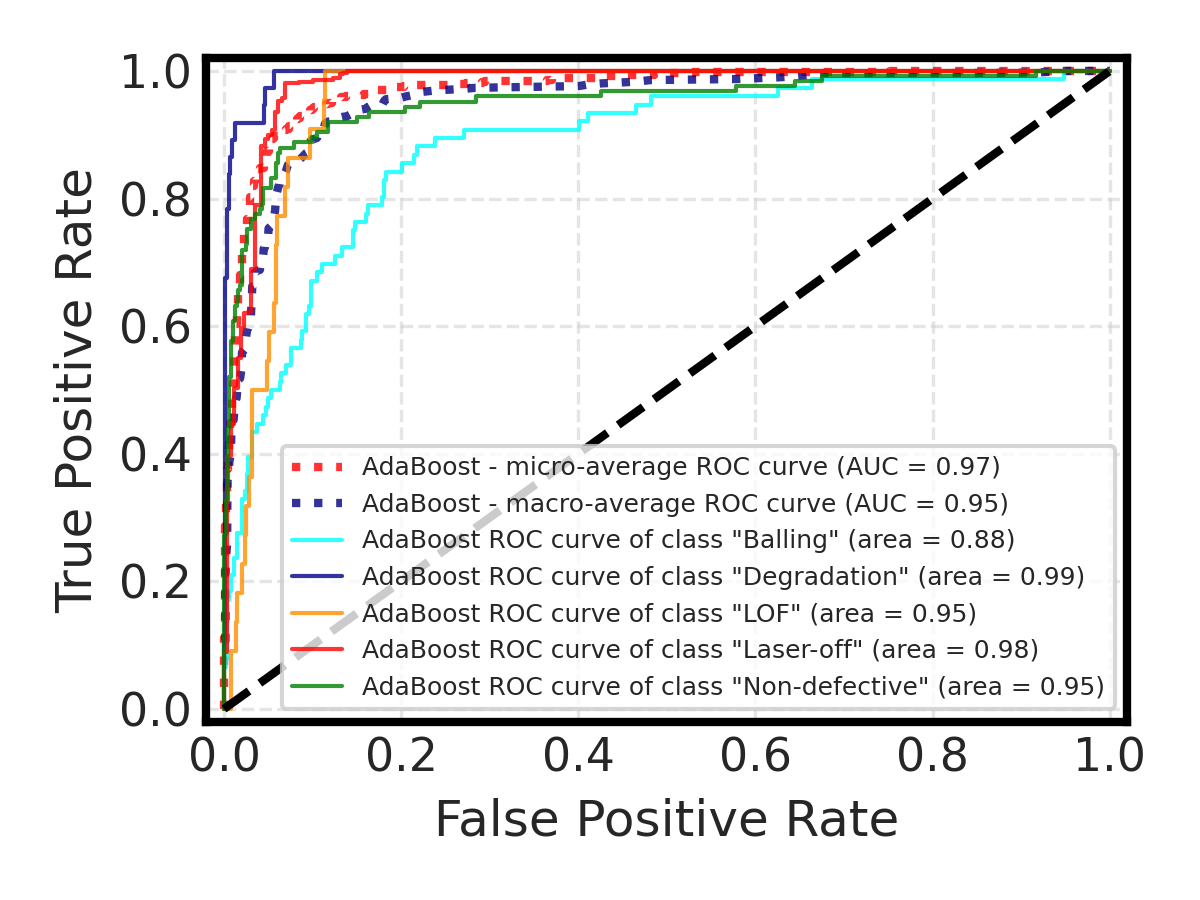 1.0
0.8
0.6
0.4
0.2
0.0
True Positive Rate
AdaBoost - micro-average ROC curve (AUC = 0.97)
AdaBoost - macro-average ROC curve (AUC = 0.95)
AdaBoost ROC curve of class "Balling" (area = 0.88)
AdaBoost ROC curve of class "Degradation" (area = 0.99)
AdaBoost ROC curve of class "LOF" (area = 0.95)
AdaBoost ROC curve of class "Laser-off" (area = 0.98)
AdaBoost ROC curve of class "Non-defective" (area = 0.95)
0.0 0.2 0.4 0.6 0.8 1.0
False Positive Rate